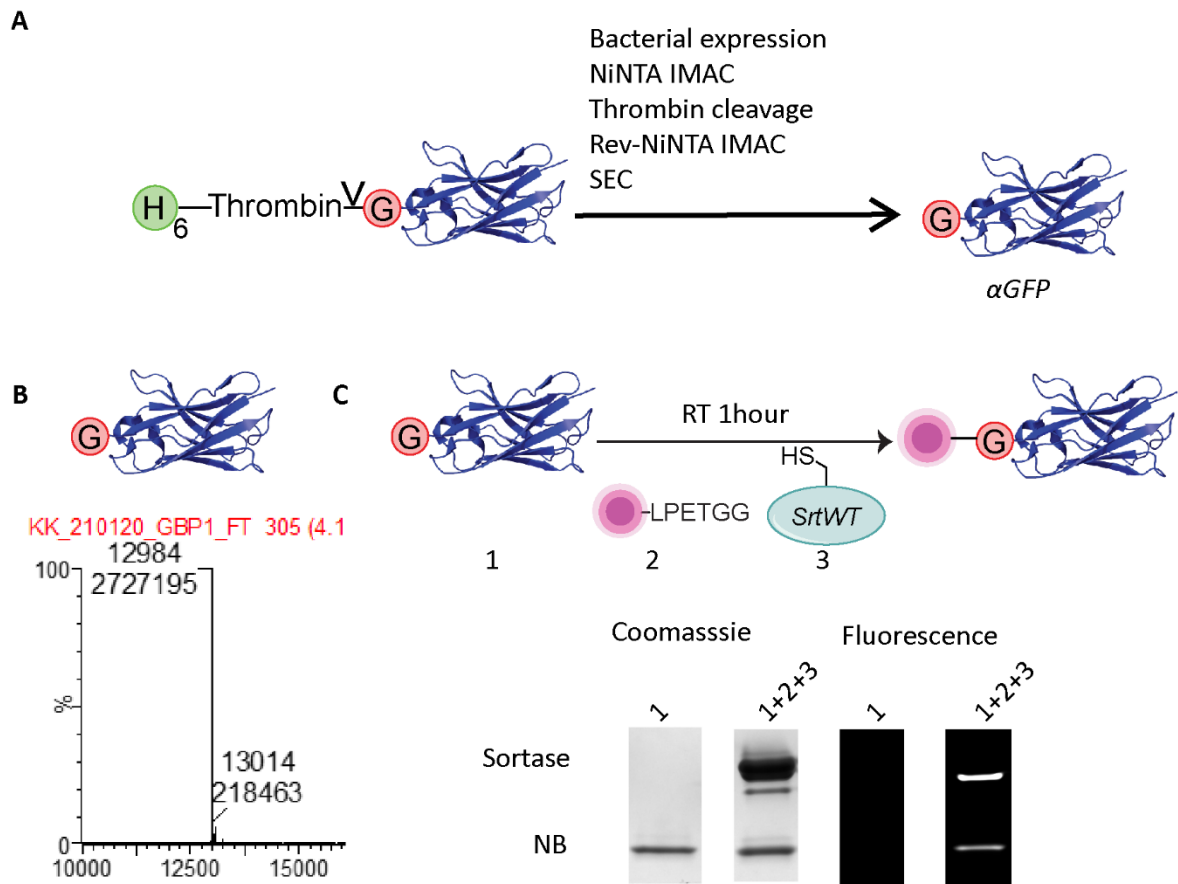 A
Bacterial expression
NiNTA IMAC
Thrombin cleavage
Rev-NiNTA IMAC
SEC
H6—Thrombin V G
G
αGFP
B
G
KK_210120_GBP1_FT 305 (4.1
12984
2727195
100
%
13014
218463
0
10000 12500 15000
C
G
RT 1hour
G
HS
-LPETGG
SrtWT
1 2 3
Coomasssie Fluorescence
1 1+2+3 1 1+2+3
Sortase
NB